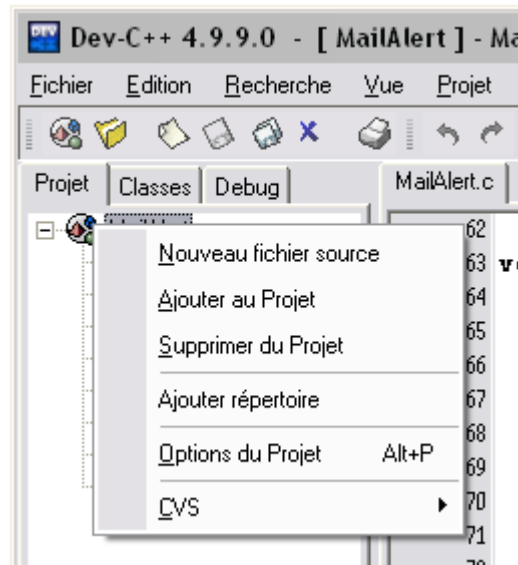 DEV Dev-C++ 4.9.9.0 - [ MailAlert ] - Ma
Fichier Edition Recherche Vue Projet
Projet Classes Debug MailAlert.c
62
Nouveau fichier source 63
Ajouter au Projet 64
65
Supprimer du Projet
66
Ajouter répertoire 67
68
Options du Projet Alt+P
69
CVS 70
71